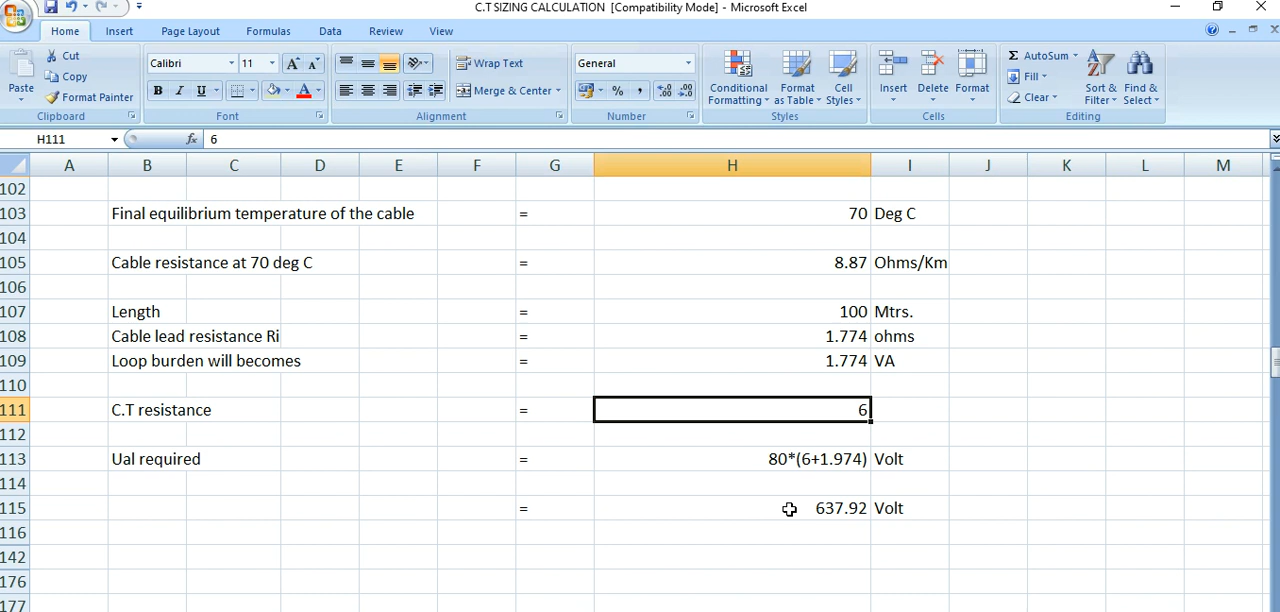 C.T SIZING CALCULATION [Compatibility Mode] - Microsoft Excel
Home Insert Page Layout Formulas Data Review View
Cut Calibri 11 Wrap Text General AutoSum
Copy Fill
Paste Format Painter Merge & Center Conditional Formatting Format as Table Cell Styles Insert Delete Format Clear Sort & Filter Find & Select
Clipboard Font Alignment Number Styles Cells Editing
H111 fx 6
A B C D E F G H I J K L M
102
103 Final equilibrium temperature of the cable = 70 Deg C
104
105 Cable resistance at 70 deg C = 8.87 Ohms/Km
106
107 Length = 100 Mtrs.
108 Cable lead resistance Ri = 1.774 ohms
109 Loop burden will becomes = 1.774 VA
110
111 C.T resistance = 6
112
113 Ual required = 80*(6+1.974) Volt
114
115 = 637.92 Volt
116
142
176
177